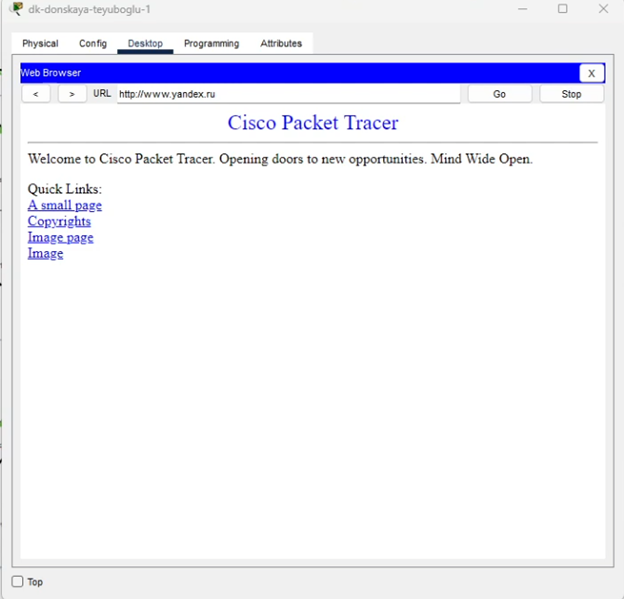 dk-donskaya-teyuboglu-1
Physical Config Desktop Programming Attributes
Web Browser X
< > URL http://www.yandex.ru Go Stop
Cisco Packet Tracer
Welcome to Cisco Packet Tracer. Opening doors to new opportunities. Mind Wide Open.
Quick Links:
A small page
Copyrights
Image page
Image
Top